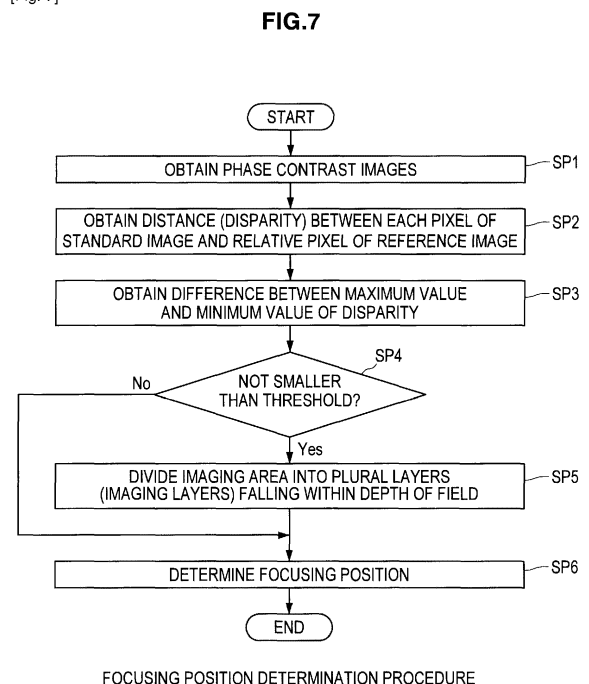 FIG.7
START
OBTAIN PHASE CONTRAST IMAGES
SP1
OBTAIN DISTANCE (DISPARITY) BETWEEN EACH PIXEL OF
STANDARD IMAGE AND RELATIVE PIXEL OF REFERENCE IMAGE
SP2
OBTAIN DIFFERENCE BETWEEN MAXIMUM VALUE
AND MINIMUM VALUE OF DISPARITY
SP3
SP4
No
NOT SMALLER
THAN THRESHOLD?
Yes
DIVIDE IMAGING AREA INTO PLURAL LAYERS
(IMAGING LAYERS) FALLING WITHIN DEPTH OF FIELD
SP5
DETERMINE FOCUSING POSITION
SP6
END
FOCUSING POSITION DETERMINATION PROCEDURE